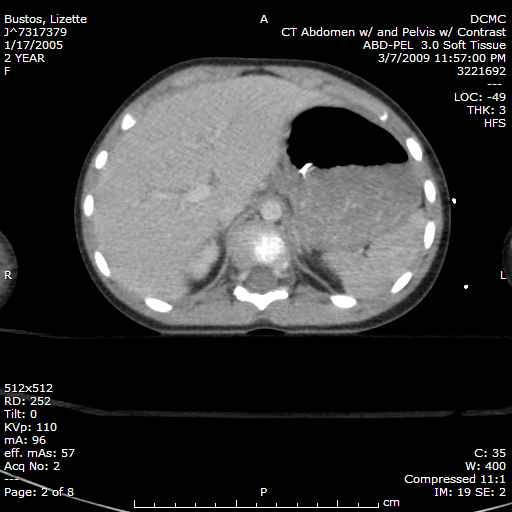 Bustos, Lizette
J^7317379
1/17/2005
2 YEAR
F
A
DCMC
CT Abdomen w/ and Pelvis w/ Contrast
ABD-PEL 3.0 Soft Tissue
3/7/2009 11:57:00 PM
3221692
---
LOC: -49
THK: 3
HFS
R
L
512x512
RD: 252
Tilt: 0
KVp: 110
mA: 96
eff. mAs: 57
Acq No: 2
---
Page: 2 of 8
P
cm
C: 35
W: 400
Compressed 11:1
IM: 19 SE: 2